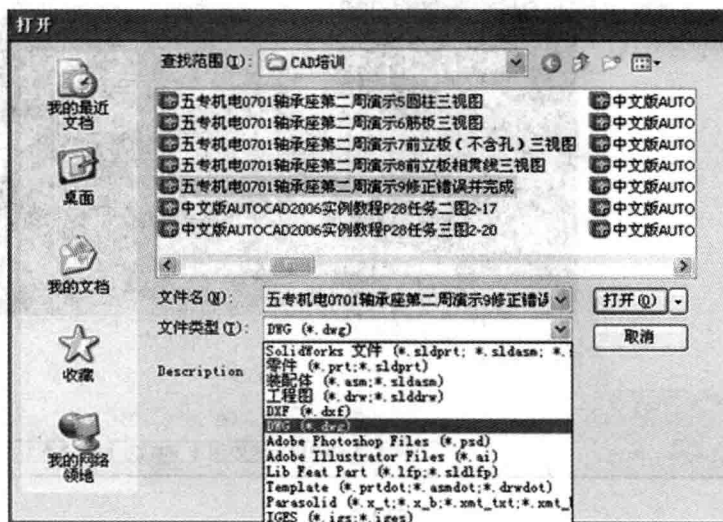 打开
查找范围(I): CAD培训
我的最近
文档
桌面
我的文档
收藏
我的网络
领地
五专机电0701轴承座第二周演示5圆柱三视图
五专机电0701轴承座第二周演示6筋板三视图
五专机电0701轴承座第二周演示7前立板(不含孔)三视图
五专机电0701轴承座第二周演示8前立板相贯线三视图
五专机电0701轴承座第二周演示9修正错误并完成
中文版AUTOCAD2006实例教程P28任务二图2-17
中文版AUTOCAD2006实例教程P28任务三图2-20
中文版AUTO
中文版AUTO
中文版AUTO
中文版AUTO
中文版AUTO
中文版AUTO
中文版AUTO
文件名(N): 五专机电0701轴承座第二周演示9修正错误
打开(O)
文件类型(T): DWG (*.dwg)
取消
Description
SolidWorks 文件 (*.sldprt; *.sldasm; *.s
零件 (*.prt;*.sldprt)
装配体 (*.asm;*.sldasm)
工程图 (*.drw;*.slddrw)
DXF (*.dxf)
DWG (*.dwg)
Adobe Photoshop Files (*.psd)
Adobe Illustrator Files (*.ai)
Lib Feat Part (*.lfp;*.sldlfp)
Template (*.prtdot;*.asmdot;*.drwdot)
Parasolid (*.x_t;*.x_b;*.xmt_txt;*.xmt_
IGES (*.igs;*.iges)